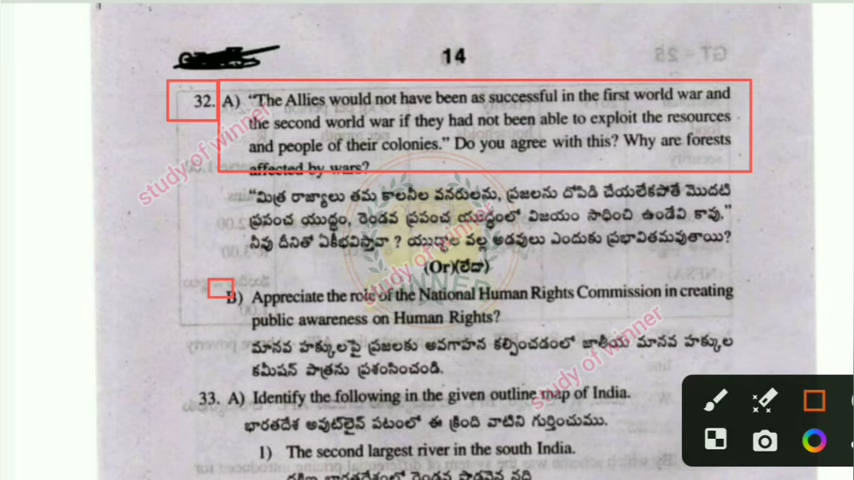 14
32. A) "The Allies would not have been as successful in the first world war and
the second world war if they had not been able to exploit the resources
and people of their colonies." Do you agree with this? Why are forests
affected by wars?
"మిత్ర రాజ్యాలు తమ కాలనీల వనరులను, ప్రజలను దోపిడి చేయలేకపోతే మొదటి
ప్రపంచ యుద్ధం, రెండవ ప్రపంచ యుద్ధంలో విజయం సాధించి ఉండేవి కావు."
నీవు దీనితో ఏకీభవిస్తావా ? యుద్ధాల వల్ల అడవులు ఎందుకు ప్రభావితమవుతాయి?
(Or)(లేదా)
B) Appreciate the role of the National Human Rights Commission in creating
public awareness on Human Rights?
మానవ హక్కులపై ప్రజలకు అవగాహన కల్పించడంలో జాతీయ మానవ హక్కుల
కమీషన్ పాత్రను ప్రశంసించండి.
33. A) Identify the following in the given outline map of India.
భారతదేశ అవుట్‌లైన్ పటంలో ఈ క్రింది వాటిని గుర్తించుము.
1) The second largest river in the south India.
దక్షిణ భారతదేశంలో రెండవ పొడవైన నది
study of winner
study of winner
study of winner
WINNER